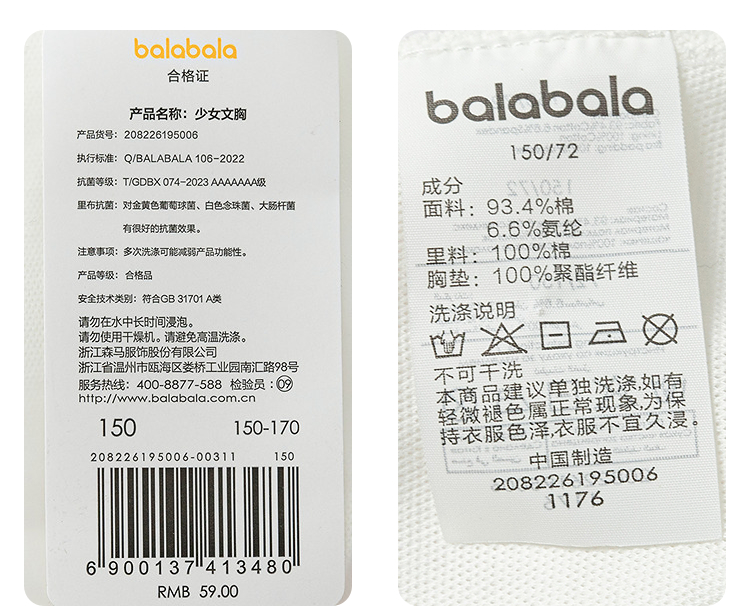 balabala
合格证
产品名称：少女文胸
产品货号：208226195006
执行标准：Q/BALABALA 106-2022
抗菌等级：T/GDBX 074-2023 AAAAAAA级
里布抗菌：对金黄色葡萄球菌、白色念珠菌、大肠杆菌
有很好的抗菌效果。
注意事项：多次洗涤可能减弱产品功能性。
产品等级：合格品
安全技术类别：符合GB 31701 A类
请勿在水中长时间浸泡。
请勿使用干燥机。请避免高温洗涤。
浙江森马服饰股份有限公司
浙江省温州市瓯海区娄桥工业园南汇路98号
服务热线：400-8877-588 检验员：09
http://www.balabala.com.cn
150 150-170
208226195006-00311 150
6 900137 413480
RMB 59.00
balabala
150/72
成分
面料：93.4%棉
6.6%氨纶
里料：100%棉
胸垫：100%聚酯纤维
洗涤说明
不可干洗
本商品建议单独洗涤,如有
轻微褪色属正常现象,为保
持衣服色泽,衣服不宜久浸。
中国制造
208226195006
1176